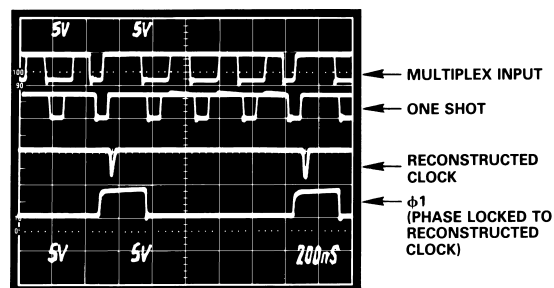 5V 5V
100
90
MULTIPLEX INPUT
ONE SHOT
RECONSTRUCTED
CLOCK
ϕ1
(PHASE LOCKED TO
RECONSTRUCTED
CLOCK)
0
5V 5V 200nS